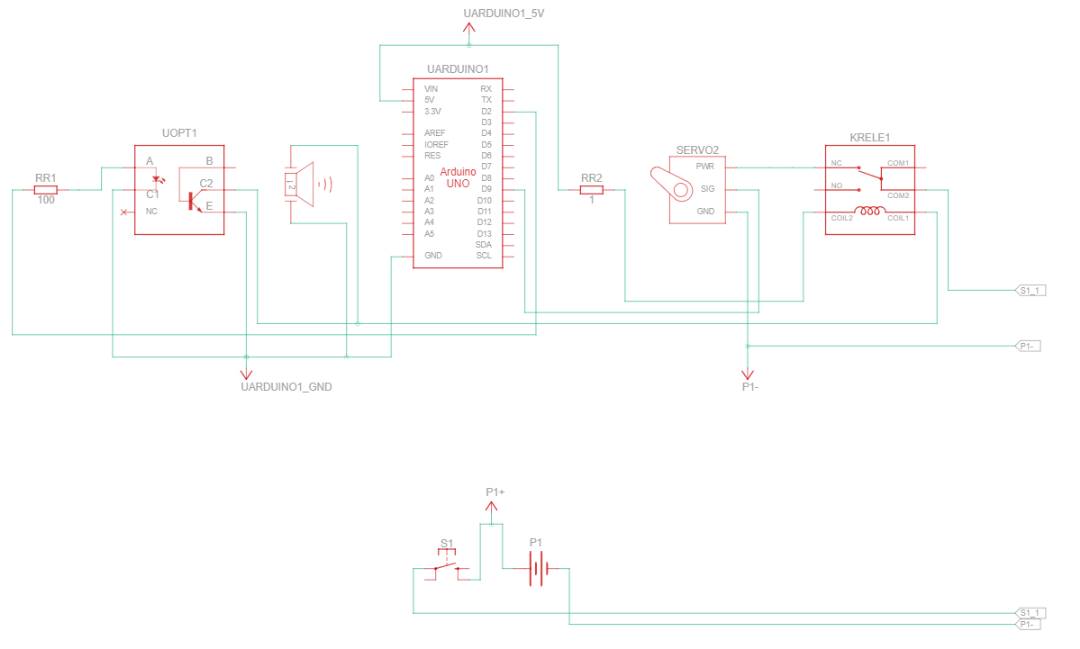 UARDUINO1_5V
UARDUINO1
VIN
RX
5V
TX
3.3V
D2
D3
AREF
D4
IOREF
D5
RES
D6
D7
A0
D8
A1
D9
A2
D10
A3
D11
A4
D12
A5
D13
SDA
GND
SCL
Arduino
UNO
UOPT1
A
B
C1
C2
NC
E
RR1
100
RR2
1
SERVO2
PWR
SIG
GND
KRELE1
NC
COM1
NO
COM2
COIL2
COIL1
S1_1
P1-
UARDUINO1_GND
P1-
P1+
S1
P1
S1_1
P1-